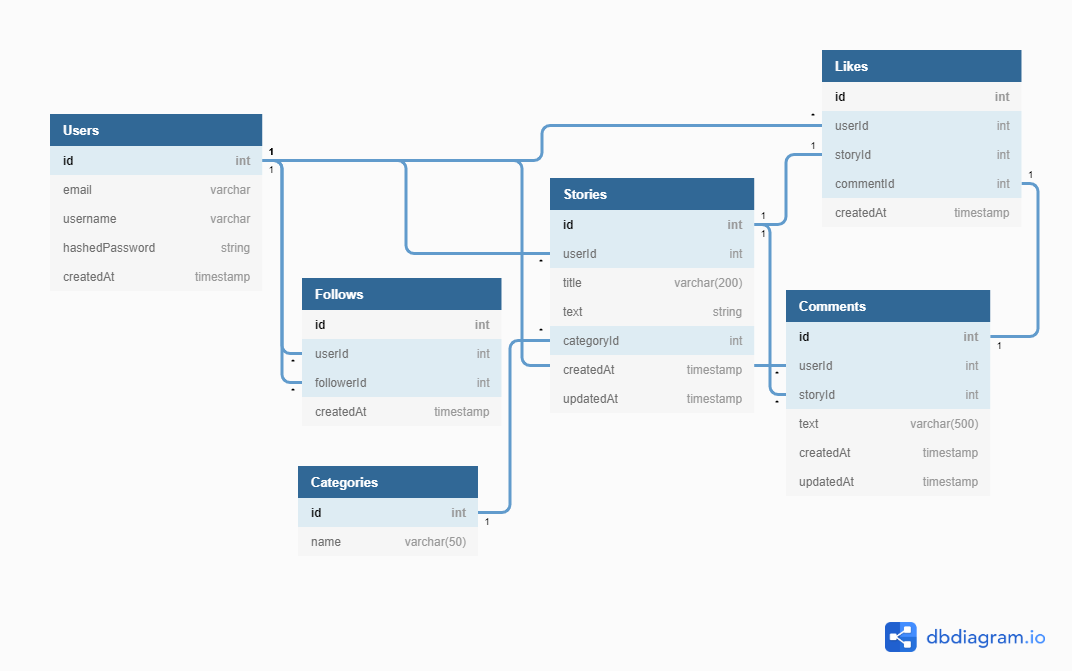 Users
id int
email varchar
username varchar
hashedPassword string
createdAt timestamp
1
1
Follows
id int
userId int
followerId int
createdAt timestamp
*
*
Categories
id int
name varchar(50)
1
Stories
id int
userId int
title varchar(200)
text string
categoryId int
createdAt timestamp
updatedAt timestamp
*
*
1
1
Likes
id int
userId int
storyId int
commentId int
createdAt timestamp
*
1
1
Comments
id int
userId int
storyId int
text varchar(500)
createdAt timestamp
updatedAt timestamp
*
*
1
dbdiagram.io